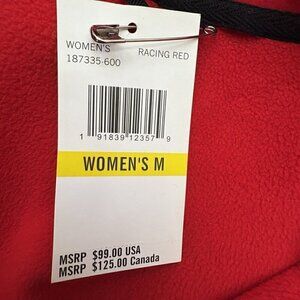 WOMEN'S RACING RED
187335-600
1 91839 12357 9
WOMEN'S M
MSRP $99.00 USA
MSRP $125.00 Canada